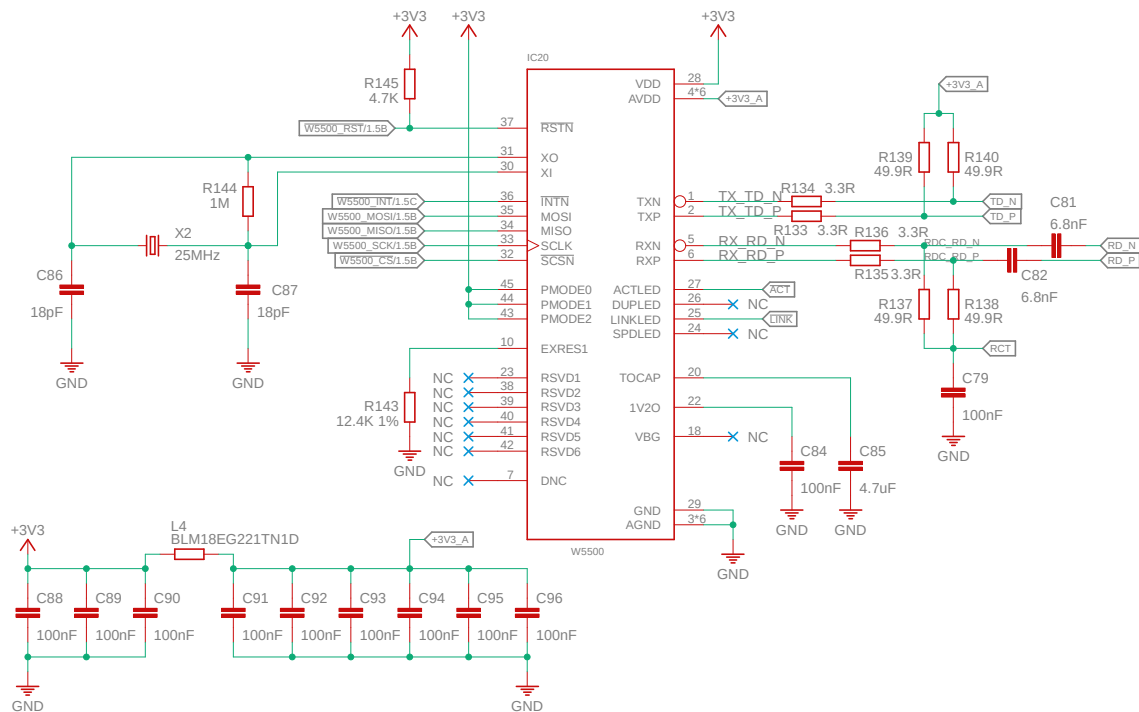 +3V3
+3V3
+3V3
IC20
R145
4.7K
VDD
28
AVDD
4*6
+3V3_A
+3V3_A
W5500_RST/1.5B
37
RSTN
31
XO
30
XI
R144
1M
R139
49.9R
R140
49.9R
W5500_INT/1.5C
36
INTN
W5500_MOSI/1.5B
35
MOSI
W5500_MISO/1.5B
34
MISO
W5500_SCK/1.5B
33
SCLK
W5500_CS/1.5B
32
SCSN
TXN
1
TX_TD_N
R134
3.3R
TD_N
TXP
2
TX_TD_P
R133
3.3R
TD_P
C81
6.8nF
RXN
5
RX_RD_N
R136
3.3R
RDC_RD_N
RD_N
RXP
6
RX_RD_P
R135
3.3R
RDC_RD_P
RD_P
C82
6.8nF
X2
25MHz
C86
18pF
C87
18pF
GND
GND
45
PMODE0
44
PMODE1
43
PMODE2
ACTLED
27
ACT
DUPLED
26
NC
LINKLED
25
LINK
SPDLED
24
NC
R137
49.9R
R138
49.9R
RCT
10
EXRES1
R143
12.4K 1%
GND
NC
23
RSVD1
NC
38
RSVD2
NC
39
RSVD3
NC
40
RSVD4
NC
41
RSVD5
NC
42
RSVD6
NC
7
DNC
TOCAP
20
1V2O
22
VBG
18
NC
C79
100nF
GND
C84
100nF
GND
C85
4.7uF
GND
GND
29
AGND
3*6
GND
W5500
+3V3
L4
BLM18EG221TN1D
+3V3_A
C88
100nF
C89
100nF
C90
100nF
C91
100nF
C92
100nF
C93
100nF
C94
100nF
C95
100nF
C96
100nF
GND
GND